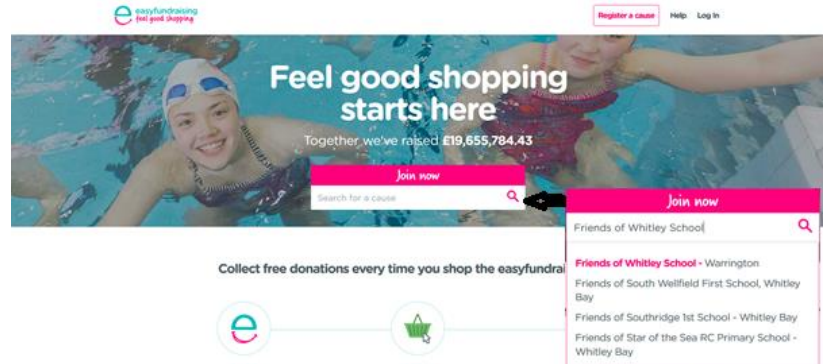 easyfundraising
feel good shopping
Register a cause Help Log In
Feel good shopping
starts here
Together we've raised £19,655,784.43
Join now
Search for a cause
Join now
Friends of Whitley School
Friends of Whitley School - Warrington
Friends of South Wellfield First School, Whitley
Bay
Friends of Southridge 1st School - Whitley Bay
Friends of Star of the Sea RC Primary School -
Whitley Bay
Collect free donations every time you shop the easyfundrai